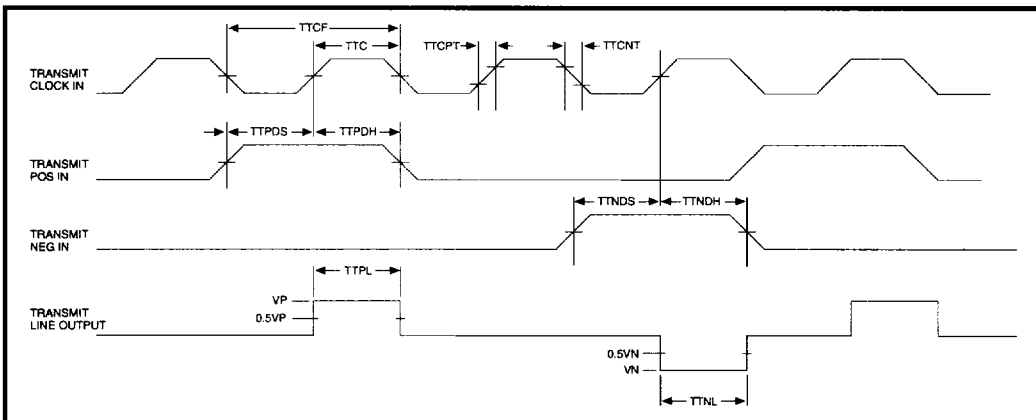 TTCF
TTC
TTCPT
TTCNT
TRANSMIT
CLOCK IN
TTPDS
TTPDH
TRANSMIT
POS IN
TTNDS
TTNDH
TRANSMIT
NEG IN
TTPL
VP
TRANSMIT
LINE OUTPUT
0.5VP
0.5VN
VN
TTNL